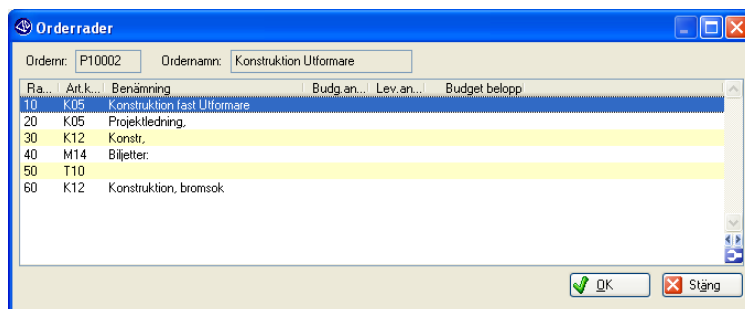 Orderrader
Ordernr: P10002 Ordernamn: Konstruktion Utformare
Ra... Art.k... Benämning Budg.an... Lev.an... Budget belopp
10 K05 Konstruktion fast Utformare
20 K05 Projektledning,
30 K12 Konstr,
40 M14 Biljetter:
50 T10
60 K12 Konstruktion, bromsok
OK Stäng